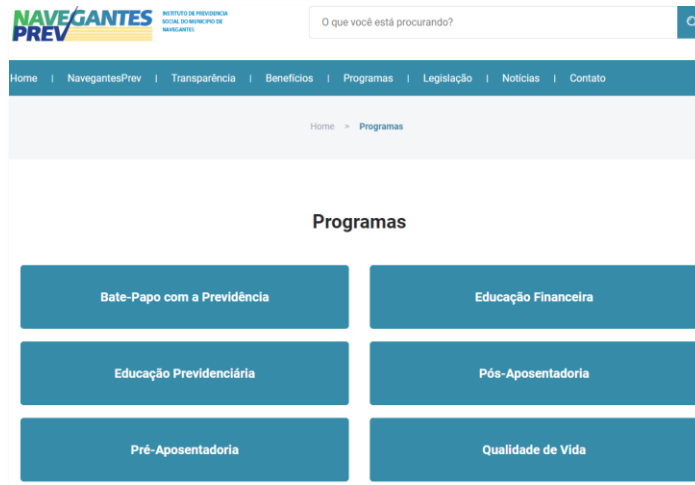 NAVEGANTES
PREV
INSTITUTO DE PREVIDENCIA
SOCIAL DO MUNICIPIO DE
NAVEGANTES
O que você está procurando?
Home | NavegantesPrev | Transparência | Benefícios | Programas | Legislação | Notícias | Contato
Home > Programas
Programas
Bate-Papo com a Previdência
Educação Financeira
Educação Previdenciária
Pós-Aposentadoria
Pré-Aposentadoria
Qualidade de Vida